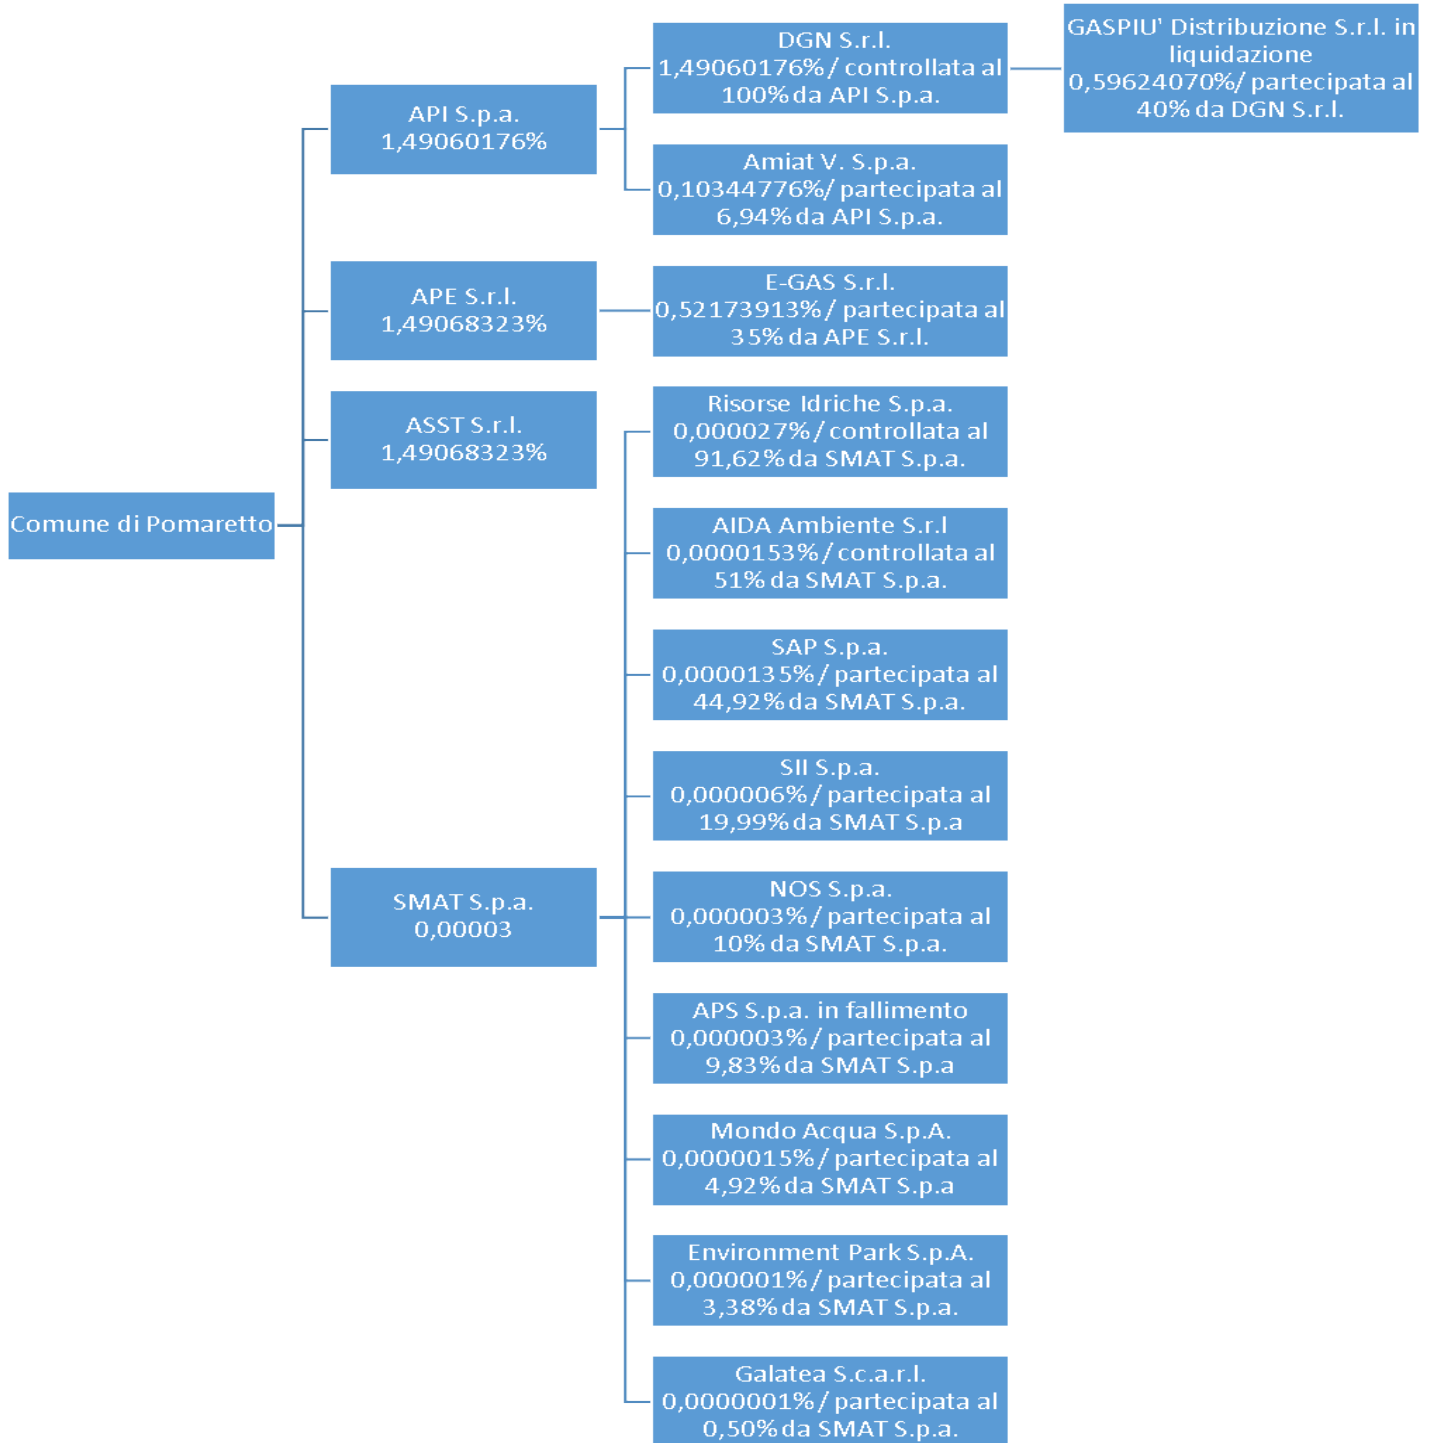 Comune di Pomaretto
API S.p.a.
1,49060176%
DGN S.r.l.
1,49060176% / controllata al
100% da API S.p.a.
GASPIU' Distribuzione S.r.l. in
liquidazione
0,59624070%/ partecipata al
40% da DGN S.r.l.
Amiat V. S.p.a.
0,10344776%/ partecipata al
6,94% da API S.p.a.
APE S.r.l.
1,49068323%
E-GAS S.r.l.
0,52173913% / partecipata al
35% da APE S.r.l.
ASST S.r.l.
1,49068323%
SMAT S.p.a.
0,00003
Risorse Idriche S.p.a.
0,000027% / controllata al
91,62% da SMAT S.p.a.
AIDA Ambiente S.r.l
0,0000153% / controllata al
51% da SMAT S.p.a.
SAP S.p.a.
0,0000135% / partecipata al
44,92% da SMAT S.p.a.
SII S.p.a.
0,000006% / partecipata al
19,99% da SMAT S.p.a
NOS S.p.a.
0,000003% / partecipata al
10% da SMAT S.p.a.
APS S.p.a. in fallimento
0,000003% / partecipata al
9,83% da SMAT S.p.a
Mondo Acqua S.p.A.
0,0000015% / partecipata al
4,92% da SMAT S.p.a
Environment Park S.p.A.
0,000001% / partecipata al
3,38% da SMAT S.p.a.
Galatea S.c.a.r.l.
0,0000001% / partecipata al
0,50% da SMAT S.p.a.